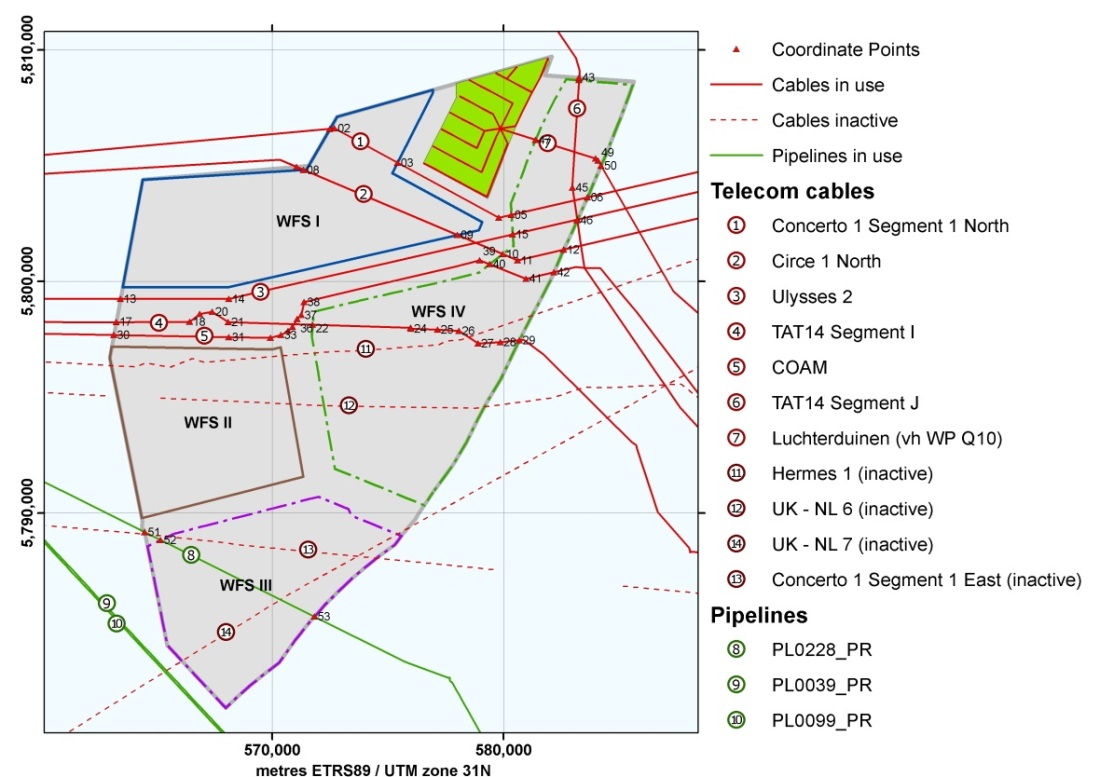 5,810,000
5,800,000
5,790,000
43
6
02
1
7
49
50
03
08
2
45
06
05
WFS I
46
09
15
39
10
12
11
40
42
41
3
13
14
38
20
WFS IV
37
17
4
18
21
22
24
25
26
30
5
31
33
27
28
29
11
12
WFS II
51
52
8
13
WFS III
9
10
53
14
570,000
580,000
metres ETRS89 / UTM zone 31N
Coordinate Points
Cables in use
Cables inactive
Pipelines in use
Telecom cables
1 Concerto 1 Segment 1 North
2 Circe 1 North
3 Ulysses 2
4 TAT14 Segment I
5 COAM
6 TAT14 Segment J
7 Luchterduinen (vh WP Q10)
11 Hermes 1 (inactive)
12 UK - NL 6 (inactive)
14 UK - NL 7 (inactive)
13 Concerto 1 Segment 1 East (inactive)
Pipelines
8 PL0228_PR
9 PL0039_PR
10 PL0099_PR